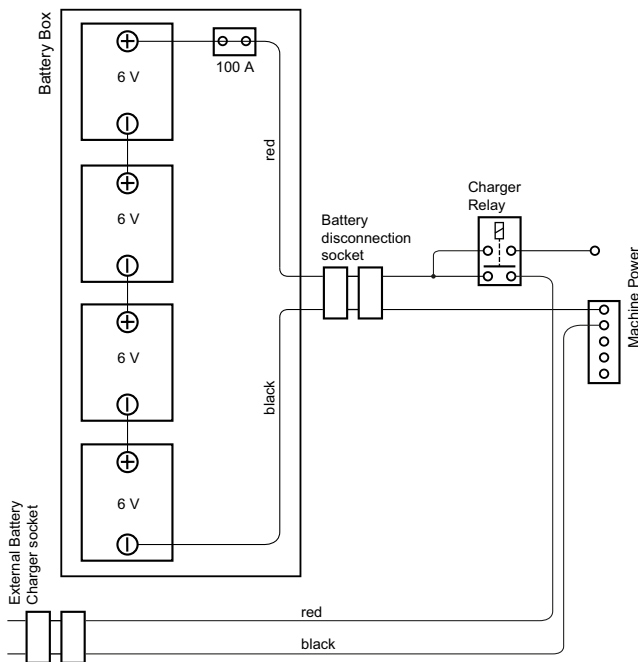 Battery Box
6 V
100 A
red
6 V
Charger
Relay
Battery
disconnection
socket
Machine Power
6 V
black
6 V
External Battery
Charger socket
red
black